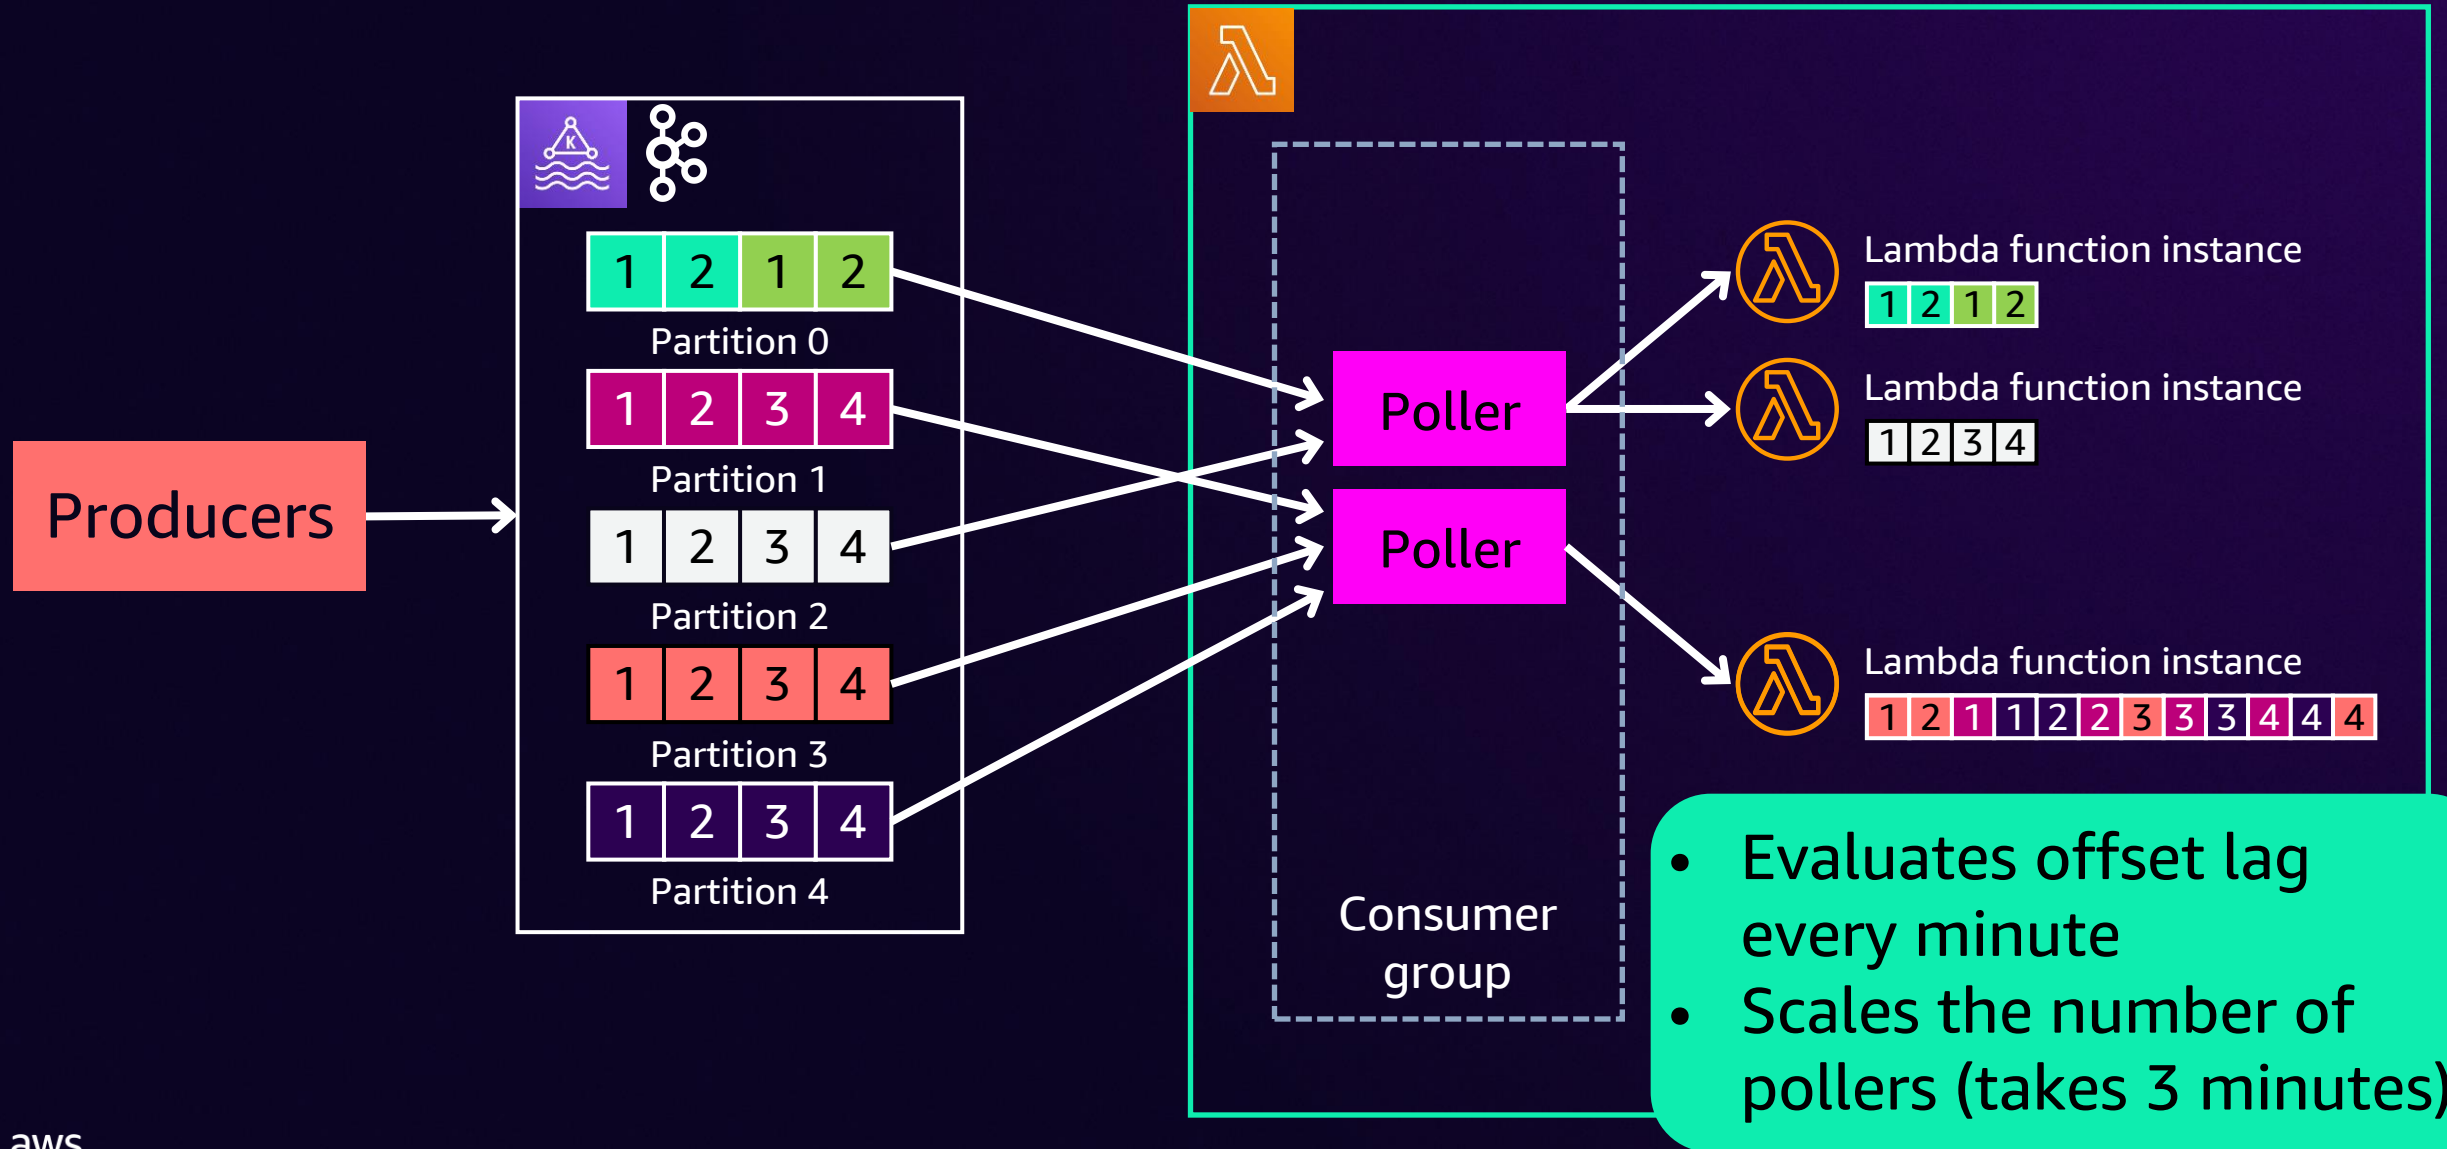 Producers
K
1 2 1 2
Partition 0
1 2 3 4
Partition 1
1 2 3 4
Partition 2
1 2 3 4
Partition 3
1 2 3 4
Partition 4
Poller
Poller
Consumer
group
Lambda function instance
1 2 1 2
Lambda function instance
1 2 3 4
Lambda function instance
1 2 1 1 2 2 3 3 3 4 4 4
• Evaluates offset lag
every minute
• Scales the number of
pollers (takes 3 minutes)
aws